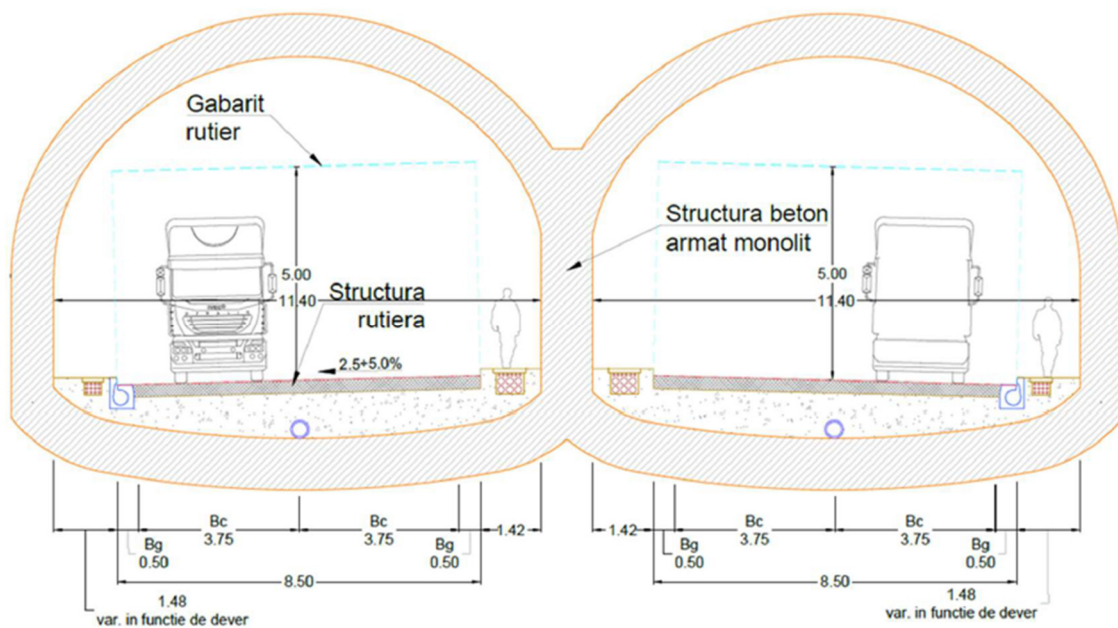 Gabarit
rutier
Structura beton
armat monolit
5.00
11.40
Structura
rutiera
2.5÷5.0%
5.00
11.40
Bc
3.75
Bc
3.75
1.42
Bg
0.50
Bg
0.50
8.50
1.48
var. in functie de dever
1.42
Bc
3.75
Bc
3.75
Bg
0.50
Bg
0.50
8.50
1.48
var. in functie de dever